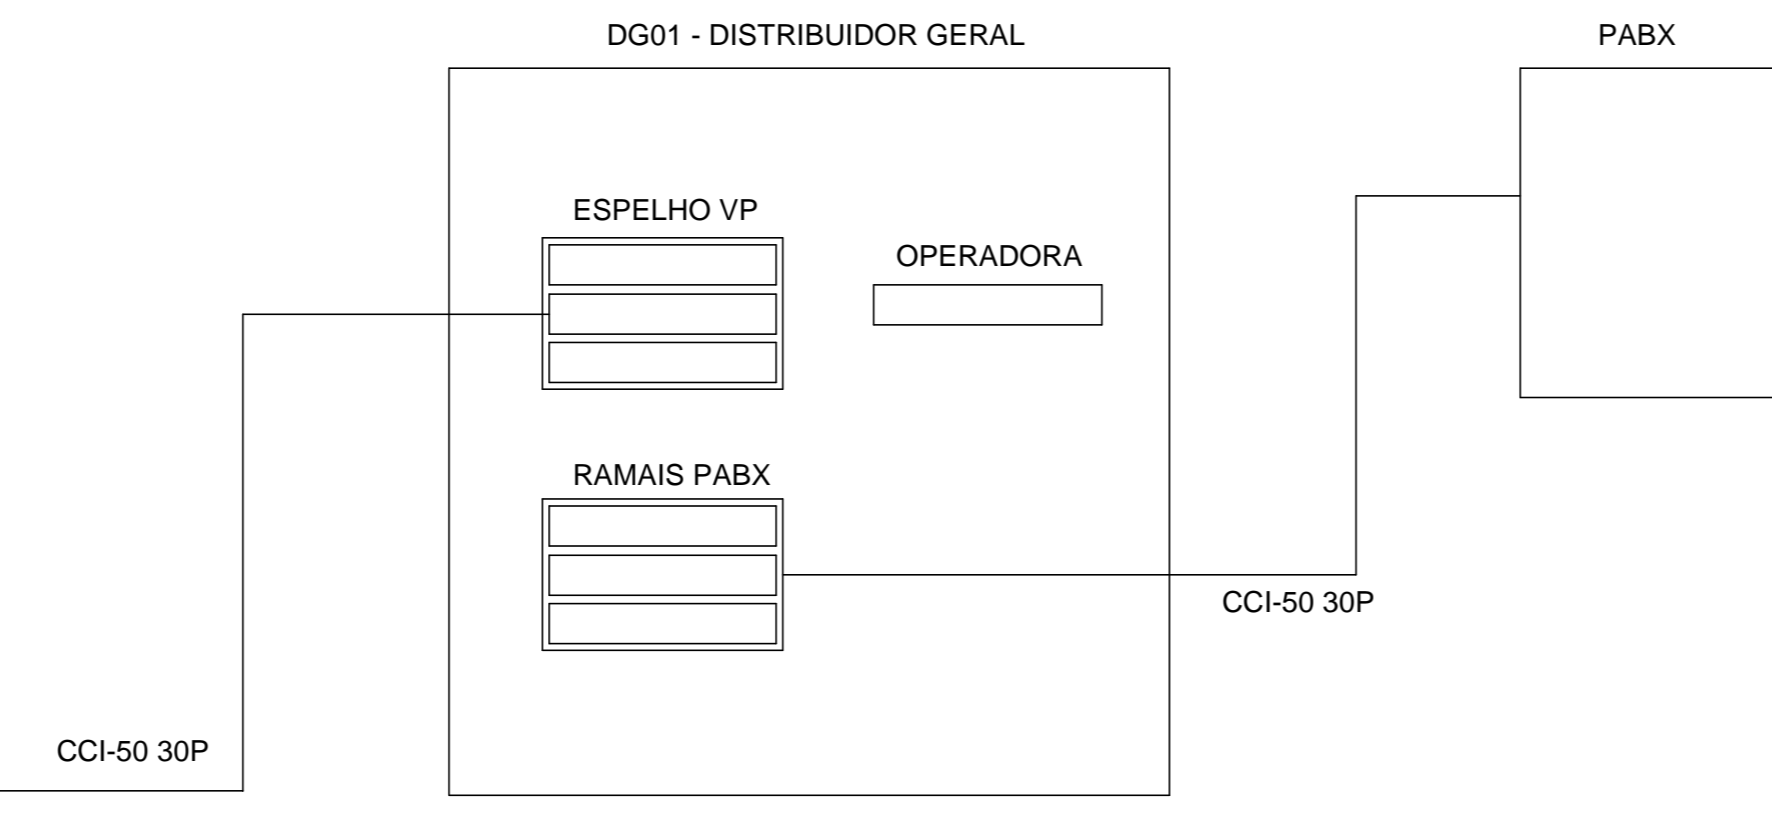 DG01 - DISTRIBUIDOR GERAL
PABX
ESPELHO VP
OPERADORA
RAMAIS PABX
CCI-50 30P
CCI-50 30P